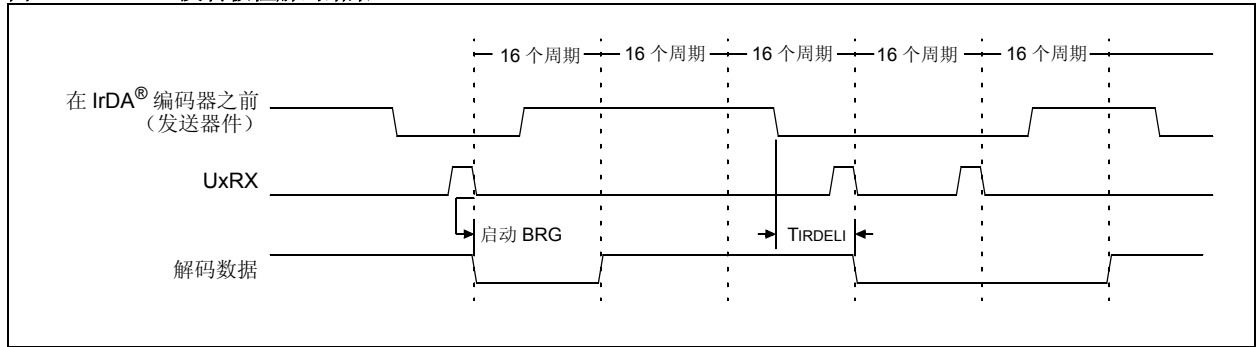 16 个周期 16 个周期 16 个周期 16 个周期 16 个周期
在 IrDA® 编码器之前
（发送器件）
UxRX
启动 BRG
TIRDELI
解码数据